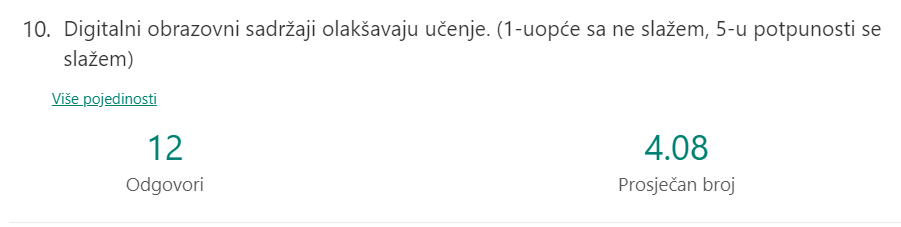 10. Digitalni obrazovni sadržaji olakšavaju učenje. (1-uopće sa ne slažem, 5-u potpunosti se
slažem)
Više pojedinosti
12 4.08
Odgovori Prosječan broj